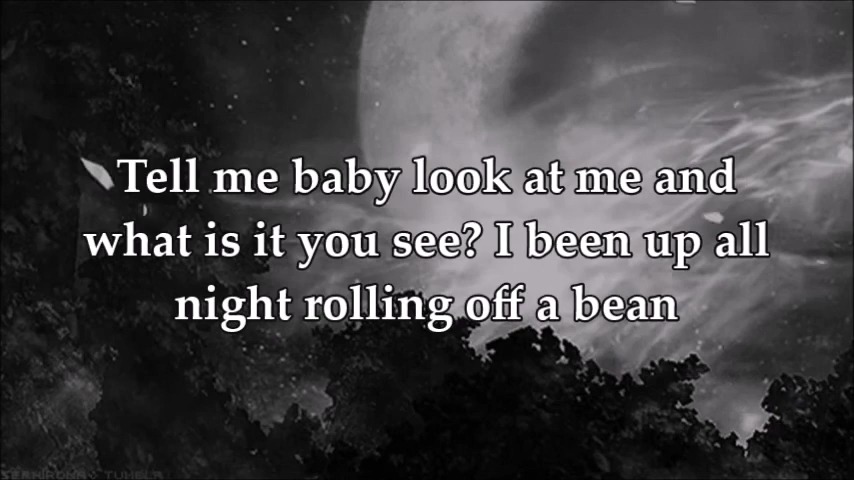 Tell me baby look at me and
what is it you see? I been up all
night rolling off a bean